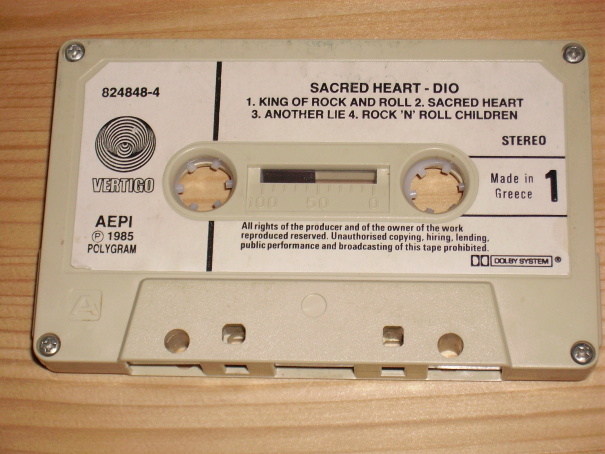 824848-4
SACRED HEART - DIO
1. KING OF ROCK AND ROLL 2. SACRED HEART
3. ANOTHER LIE 4. ROCK 'N' ROLL CHILDREN
STEREO
VERTIGO
Made in
Greece
1
100 50 0
AEPI
Ⓟ 1985
POLYGRAM
All rights of the producer and of the owner of the work
reproduced reserved. Unauthorised copying, hiring, lending,
public performance and broadcasting of this tape prohibited.
DOLBY SYSTEM ®
A